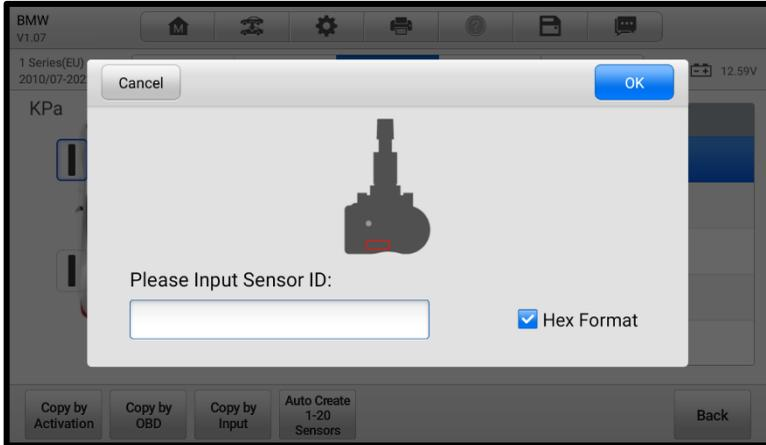 BMW
V1.07
M
1 Series(EU)
2010/07-202
12.59V
Cancel
OK
KPa
Please Input Sensor ID:
Hex Format
Copy by
Activation
Copy by
OBD
Copy by
Input
Auto Create
1-20
Sensors
Back